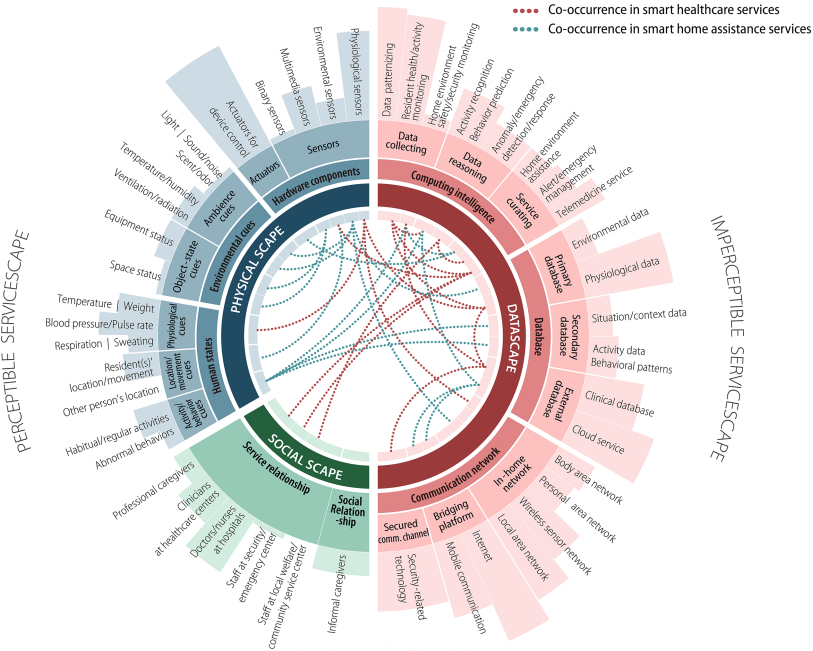 Co-occurrence in smart healthcare services
Co-occurrence in smart home assistance services
PERCEPTIBLE SERVICESCAPE
IMPERCEPTIBLE SERVICESCAPE
PHYSICAL SCAPE
Hardware components
Sensors
Physiological sensors
Environmental sensors
Multimedia sensors
Binary sensors
Actuators
Actuators for
device control
Environmental cues
Ambience
cues
Light | Sound/noise
Scent/odor
Temperature/humidity
Ventilation/radiation
Object-state
cues
Equipment status
Space status
Human states
Physiological
cues
Temperature | Weight
Blood pressure/Pulse rate
Respiration | Sweating
Location/
movement
cues
Resident(s)'
location/movement
Other person's location
Activity/
behavior
cues
Habitual/regular activities
Abnormal behaviors
SOCIAL SCAPE
Service relationship
Professional caregivers
Clinicians
at healthcare centers
Doctors/nurses
at hospitals
Staff at security/
emergency center
Staff at local welfare/
community service center
Social
Relation
-ship
Informal caregivers
DATASCAPE
Computing intelligence
Data
collecting
Data patternizing
Resident health/activity
monitoring
Home environment
safety/security monitoring
Data
reasoning
Activity recognition
Behavior prediction
Anomaly/emergency
detection/response
Service
curating
Home environment
assistance
Alert/emergency
management
Telemedicine service
Database
Primary
database
Environmental data
Physiological data
Secondary
database
Situation/context data
Activity data
Behavioral patterns
External
database
Clinical database
Cloud service
Communication network
In-home
network
Body area network
Personal area network
Wireless sensor network
Local area network
Bridging
platform
Internet
Mobile communication
Secured
comm. channel
Security-related
technology